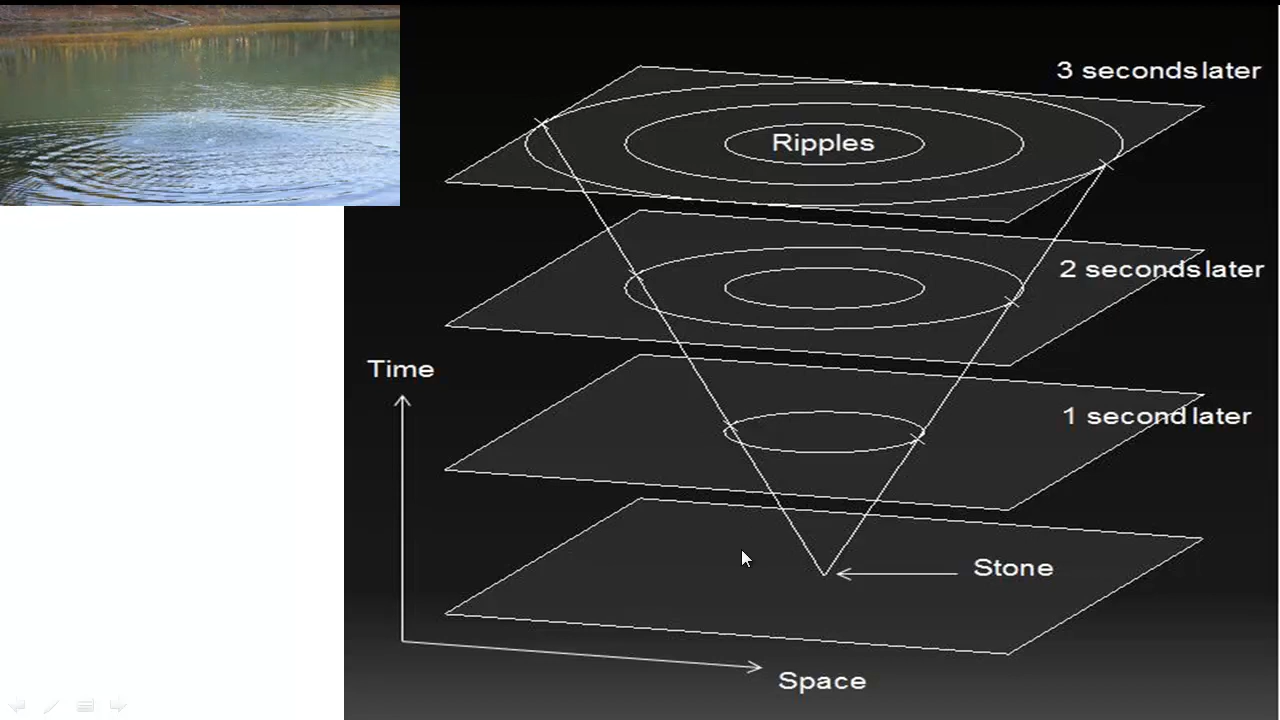 3 seconds later
Ripples
2 seconds later
Time
1 second later
Stone
Space